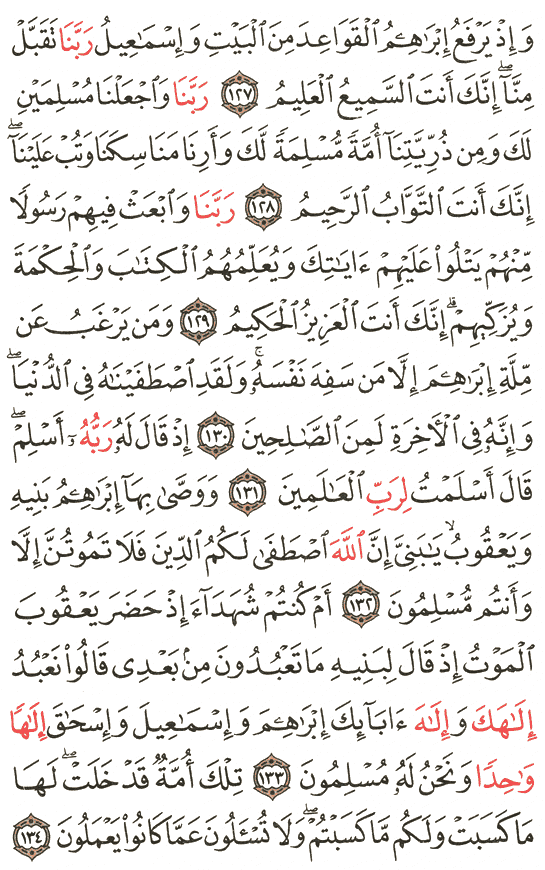 وَإِذْ يَرْفَعُ إِبْرَٰهِـۧمُ ٱلْقَوَاعِدَ مِنَ ٱلْبَيْتِ وَإِسْمَـٰعِيلُ رَبَّنَا تَقَبَّلْ
مِنَّآ ۖ إِنَّكَ أَنتَ ٱلسَّمِيعُ ٱلْعَلِيمُ ١٢٧ رَبَّنَا وَٱجْعَلْنَا مُسْلِمَيْنِ
لَكَ وَمِن ذُرِّيَّتِنَآ أُمَّةً مُّسْلِمَةً لَّكَ وَأَرِنَا مَنَاسِكَنَا وَتُبْ عَلَيْنَآ ۖ
إِنَّكَ أَنتَ ٱلتَّوَّابُ ٱلرَّحِيمُ ١٢٨ رَبَّنَا وَٱبْعَثْ فِيهِمْ رَسُولًا
مِّنْهُمْ يَتْلُوا۟ عَلَيْهِمْ ءَايَـٰتِكَ وَيُعَلِّمُهُمُ ٱلْكِتَـٰبَ وَٱلْحِكْمَةَ
وَيُزَكِّيهِمْ ۚ إِنَّكَ أَنتَ ٱلْعَزِيزُ ٱلْحَكِيمُ ١٢٩ وَمَن يَرْغَبُ عَن
مِّلَّةِ إِبْرَٰهِـۧمَ إِلَّا مَن سَفِهَ نَفْسَهُۥ ۚ وَلَقَدِ ٱصْطَفَيْنَـٰهُ فِى ٱلدُّنْيَا ۖ
وَإِنَّهُۥ فِى ٱلْـَٔاخِرَةِ لَمِنَ ٱلصَّـٰلِحِينَ ١٣٠ إِذْ قَالَ لَهُۥ رَبُّهُۥٓ أَسْلِمْ ۖ
قَالَ أَسْلَمْتُ لِرَبِّ ٱلْعَـٰلَمِينَ ١٣١ وَوَصَّىٰ بِهَآ إِبْرَٰهِـۧمُ بَنِيهِ
وَيَعْقُوبُ يَـٰبَنِىَّ إِنَّ ٱللَّهَ ٱصْطَفَىٰ لَكُمُ ٱلدِّينَ فَلَا تَمُوتُنَّ إِلَّا
وَأَنتُم مُّسْلِمُونَ ١٣٢ أَمْ كُنتُمْ شُهَدَآءَ إِذْ حَضَرَ يَعْقُوبَ
ٱلْمَوْتُ إِذْ قَالَ لِبَنِيهِ مَا تَعْبُدُونَ مِنۢ بَعْدِى قَالُوا۟ نَعْبُدُ
إِلَـٰهَكَ وَإِلَـٰهَ ءَابَآئِكَ إِبْرَٰهِـۧمَ وَإِسْمَـٰعِيلَ وَإِسْحَـٰقَ إِلَـٰهًا
وَٰحِدًا وَنَحْنُ لَهُۥ مُسْلِمُونَ ١٣٣ تِلْكَ أُمَّةٌ قَدْ خَلَتْ ۖ لَهَا
مَا كَسَبَتْ وَلَكُم مَّا كَسَبْتُمْ ۖ وَلَا تُسْـَٔلُونَ عَمَّا كَانُوا۟ يَعْمَلُونَ ١٣٤